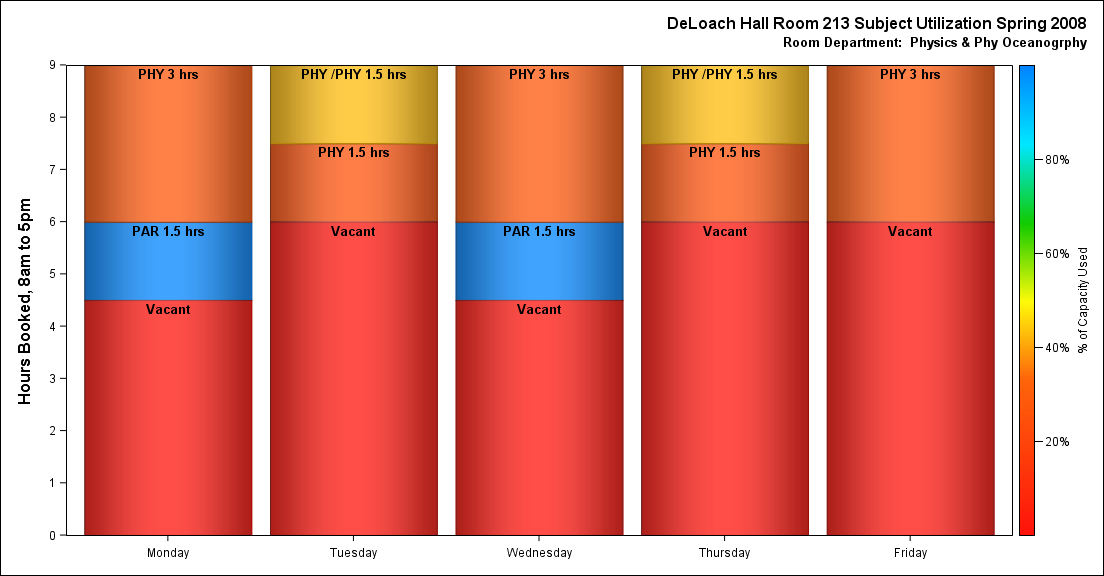 DeLoach Hall Room 213 Subject Utilization Spring 2008
Room Department:  Physics & Phy Oceanogrphy
Hours Booked, 8am to 5pm
9
8
7
6
5
4
3
2
1
0
PHY 3 hrs
PAR 1.5 hrs
Vacant
PHY /PHY 1.5 hrs
PHY 1.5 hrs
Vacant
PHY 3 hrs
PAR 1.5 hrs
Vacant
PHY /PHY 1.5 hrs
PHY 1.5 hrs
Vacant
PHY 3 hrs
Vacant
Monday
Tuesday
Wednesday
Thursday
Friday
80%
60%
40%
20%
% of Capacity Used